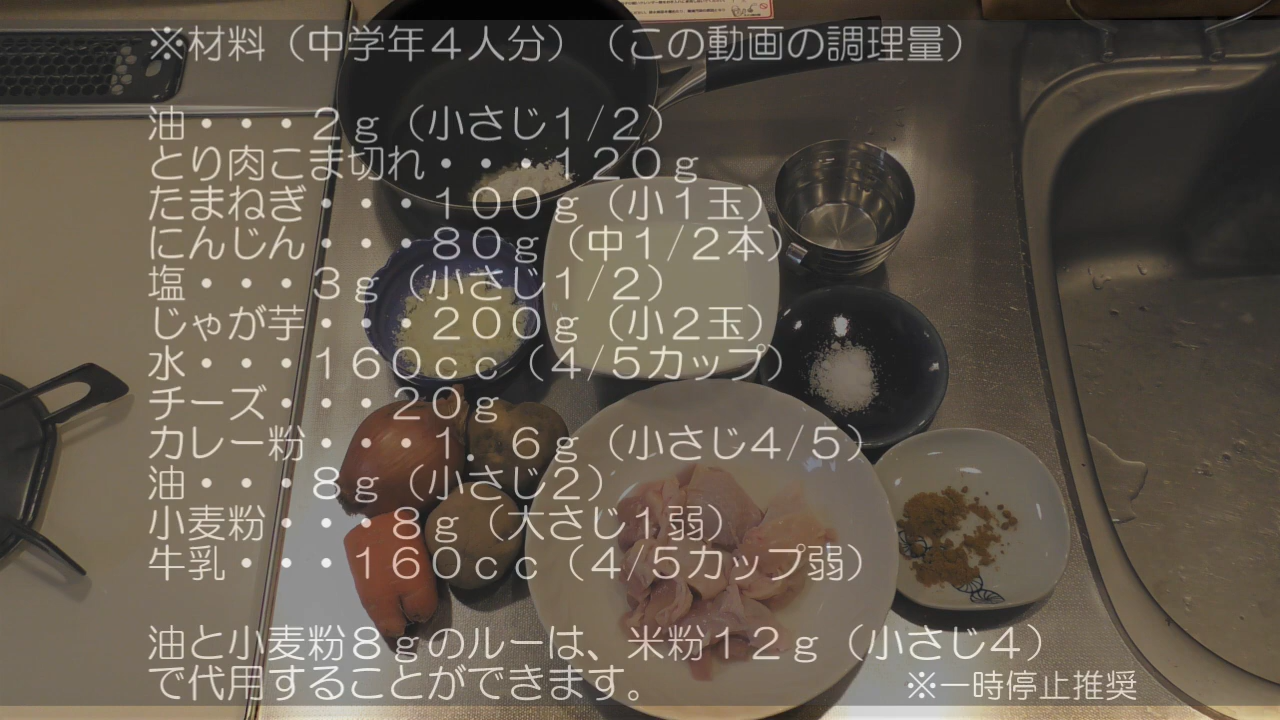 ※材料（中学年４人分）（この動画の調理量）
油・・・２ｇ（小さじ１/２）
とり肉こま切れ・・・１２０ｇ
たまねぎ・・・１００ｇ（小１玉）
にんじん・・・８０ｇ（中１/２本）
塩・・・３ｇ（小さじ１/２）
じゃが芋・・・２００ｇ（小２玉）
水・・・１６０ｃｃ（４/５カップ）
チーズ・・・２０ｇ
カレー粉・・・１．６ｇ（小さじ４/５）
油・・・８ｇ（小さじ２）
小麦粉・・・８ｇ（大さじ１弱）
牛乳・・・１６０ｃｃ（４/５カップ弱）
油と小麦粉８ｇのルーは、米粉１２ｇ（小さじ４）
で代用することができます。
※一時停止推奨